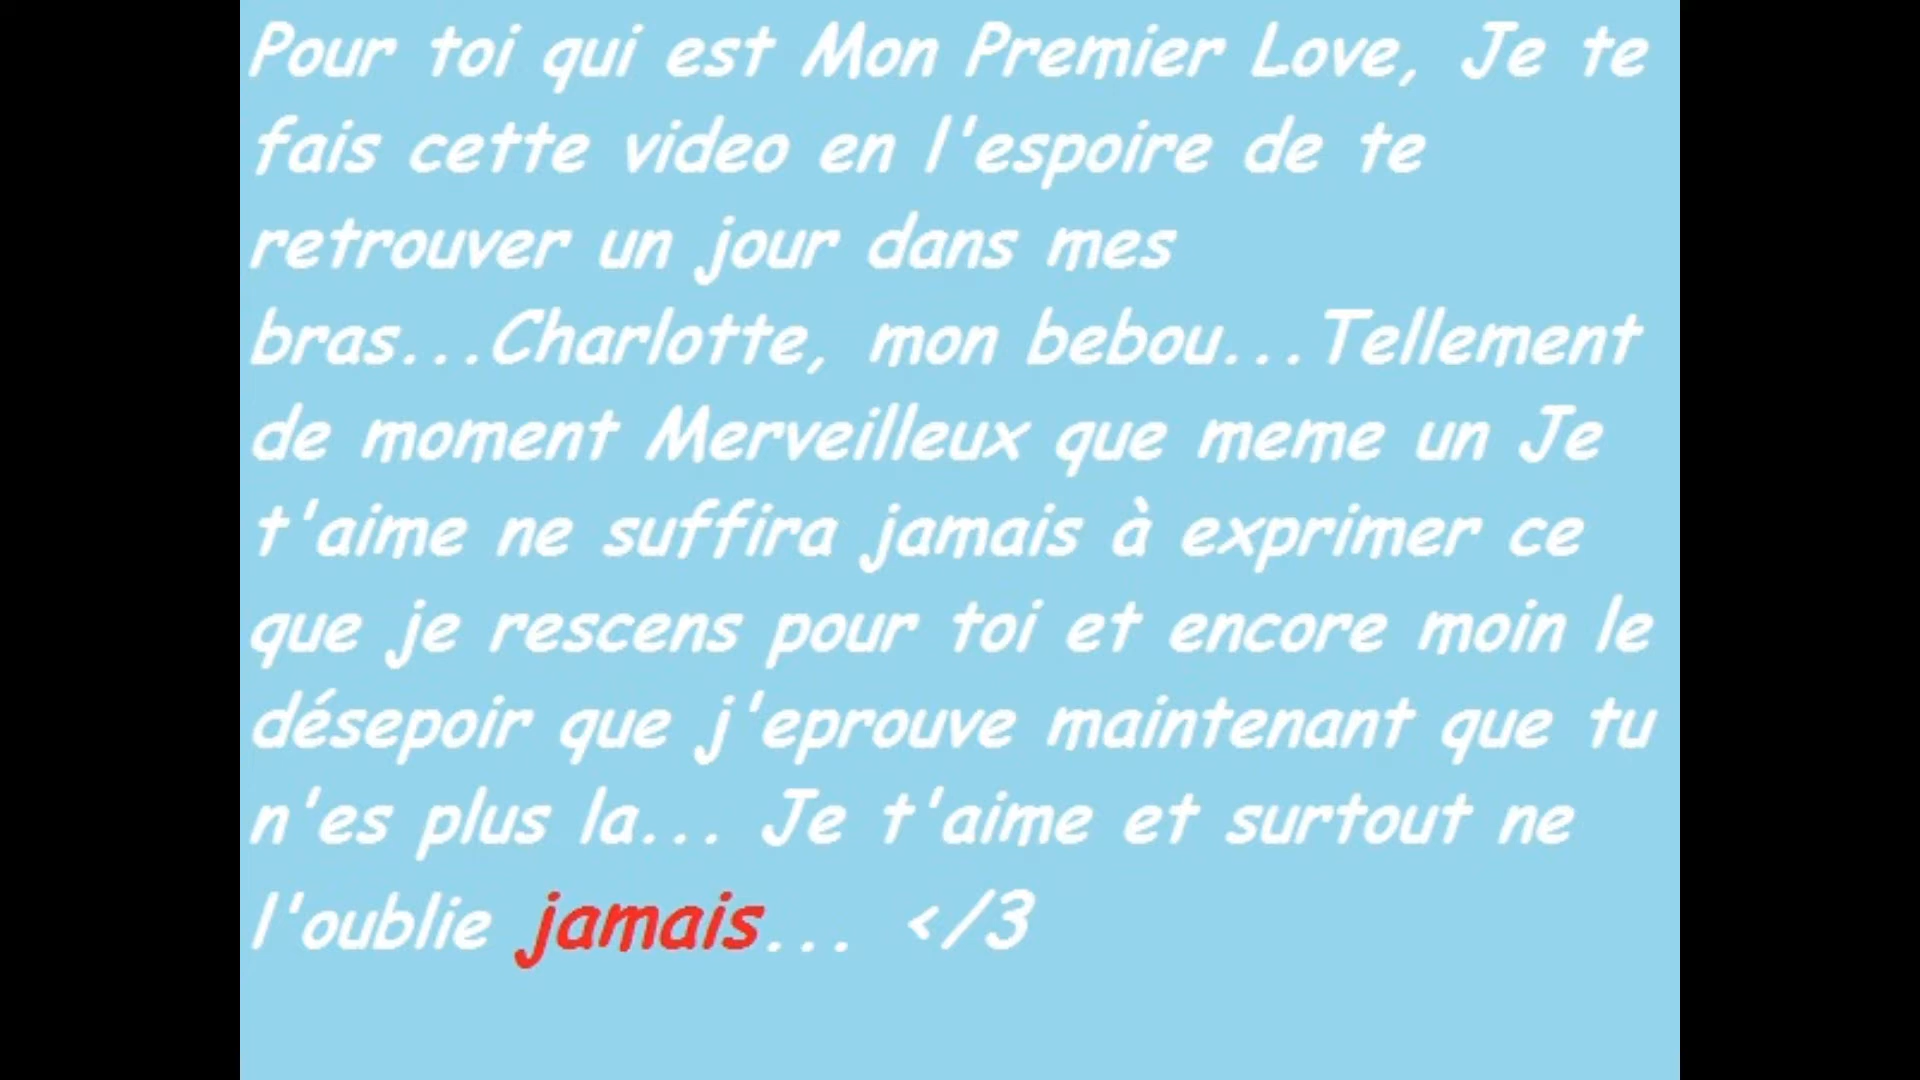 Pour toi qui est Mon Premier Love, Je te
fais cette video en l'espoire de te
retrouver un jour dans mes
bras...Charlotte, mon bebou...Tellement
de moment Merveilleux que meme un Je
t'aime ne suffira jamais à exprimer ce
que je rescens pour toi et encore moin le
désepoir que j'eprouve maintenant que tu
n'es plus la... Je t'aime et surtout ne
l'oublie jamais... </3